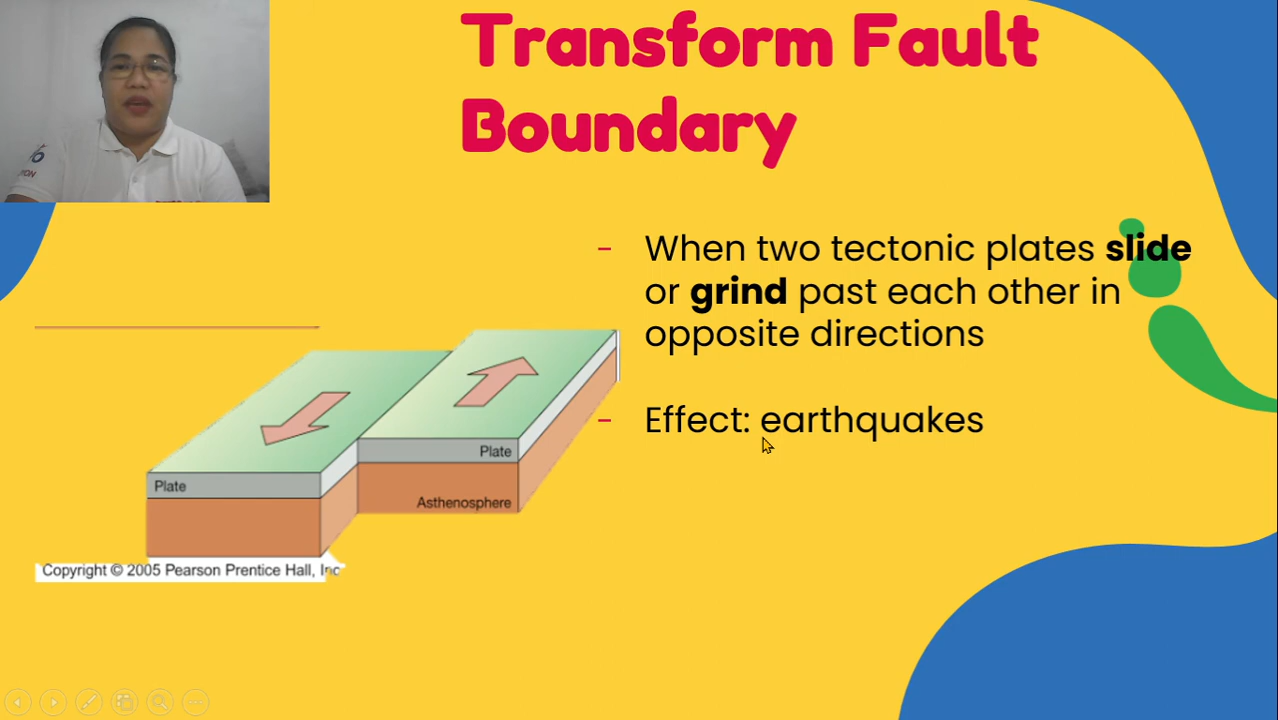 Transform Fault
Boundary
- When two tectonic plates slide
or grind past each other in
opposite directions
- Effect: earthquakes
Plate
Plate
Asthenosphere
Copyright © 2005 Pearson Prentice Hall, Inc